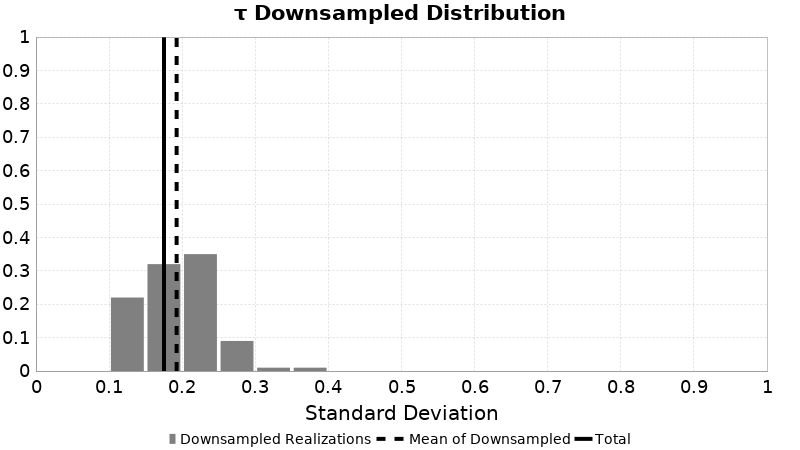 τ Downsampled Distribution
1
0.9
0.8
0.7
0.6
0.5
0.4
0.3
0.2
0.1
0
0 0.1 0.2 0.3 0.4 0.5 0.6 0.7 0.8 0.9 1
Standard Deviation
Downsampled Realizations Mean of Downsampled Total